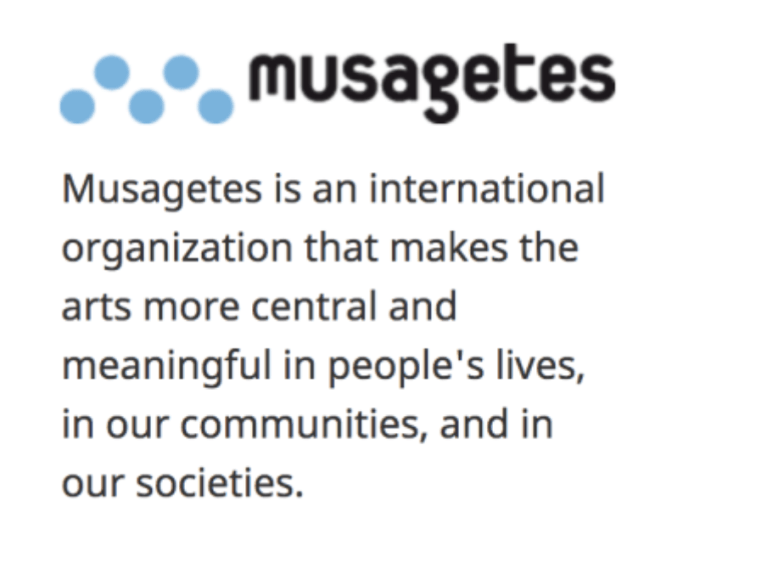 musagetes
Musagetes is an international
organization that makes the
arts more central and
meaningful in people's lives,
in our communities, and in
our societies.